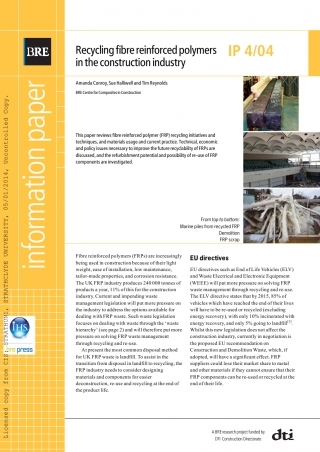 BRE
Recycling fibre reinforced polymers
in the construction industry
IP 4/04
Amanda Conroy, Sue Halliwell and Tim Reynolds
BRE Centre for Composites in Construction
information paper
Licensed copy from CIS: STRATHUNO, STRATHCLYDE UNIVERSITY, 05/01/2014, Uncontrolled Copy.
This paper reviews fibre reinforced polymer (FRP) recycling initiatives and
techniques, and materials usage and current practice. Technical, economic
and policy issues necessary to improve the future recyclability of FRPs are
discussed, and the refurbishment potential and possibility of re-use of FRP
components are investigated.
From top to bottom:
Marine piles from recycled FRP
Demolition
FRP scrap
Fibre reinforced polymers (FRPs) are increasingly
being used in construction because of their light
weight, ease of installation, low maintenance,
tailor-made properties, and corrosion resistance.
The UK FRP industry produces 240 000 tonnes of
product a year, 11% of this for the construction
industry. Current and impending waste
management legislation will put more pressure on
the industry to address the options available for
dealing with FRP waste. Such waste legislation
focuses on dealing with waste through the ‘waste
hierarchy’ (see page 2) and will therefore put more
pressure on solving FRP waste management
through recycling and re-use.
At present the most common disposal method
for UK FRP waste is landfill. To assist in the
transition from disposal in landfill to recycling, the
FRP industry needs to consider designing
materials and components for easier
deconstruction, re-use and recycling at the end of
the product life.
EU directives
EU directives such as End of Life Vehicles (ELV)
and Waste Electrical and Electronic Equipment
(WEEE) will put more pressure on solving FRP
waste management through recycling and re-use.
The ELV directive states that by 2015, 85% of
vehicles which have reached the end of their lives
will have to be re-used or recycled (including
energy recovery), with only 10% incinerated with
energy recovery, and only 5% going to landfill[1].
Whilst this new legislation does not affect the
construction industry, currently in negotiation is
the proposed EU recommendation on
Construction and Demolition Waste, which, if
adopted, will have a significant effect. FRP
suppliers could lose their market share to metal
and other materials if they cannot ensure that their
FRP components can be re-used or recycled at the
end of their life.
IHS
bre press
A BRE research project funded by
DTI Construction Directorate
dti